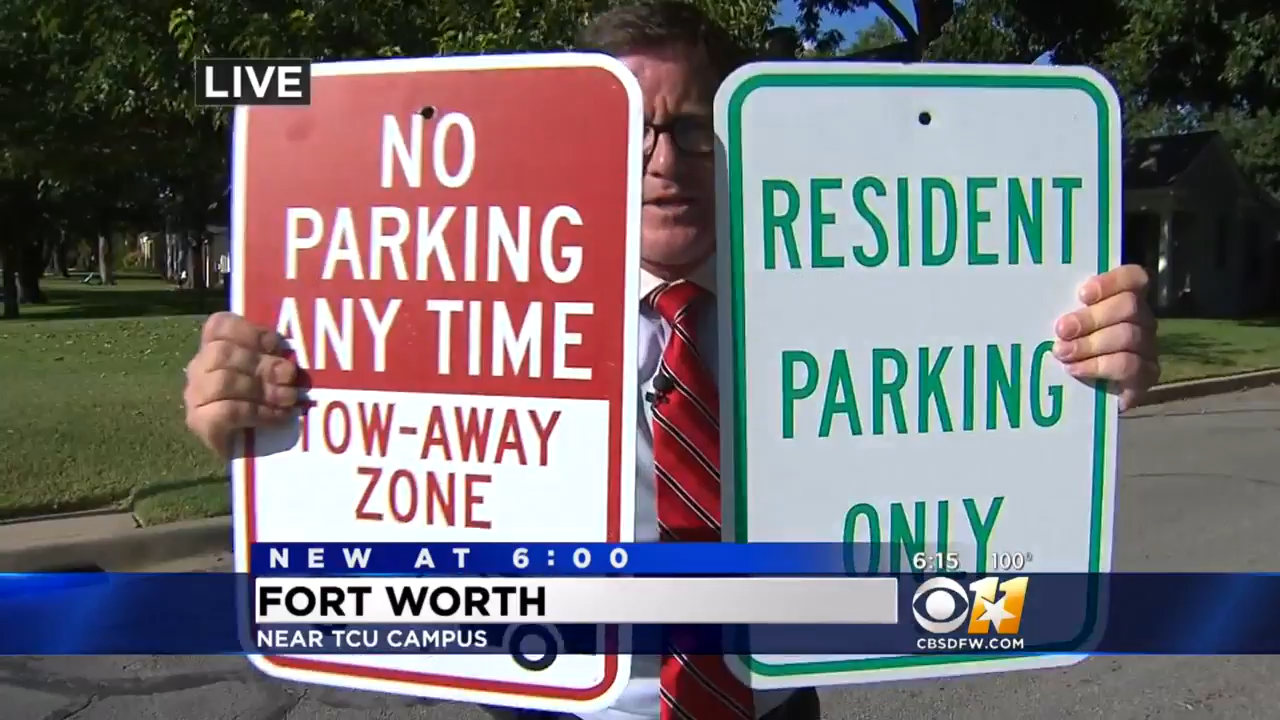 LIVE
NO
PARKING
ANY TIME
TOW-AWAY
ZONE
RESIDENT
PARKING
ONLY
NEW AT 6:00
6:15 100°
FORT WORTH
NEAR TCU CAMPUS
11
CBSDFW.COM